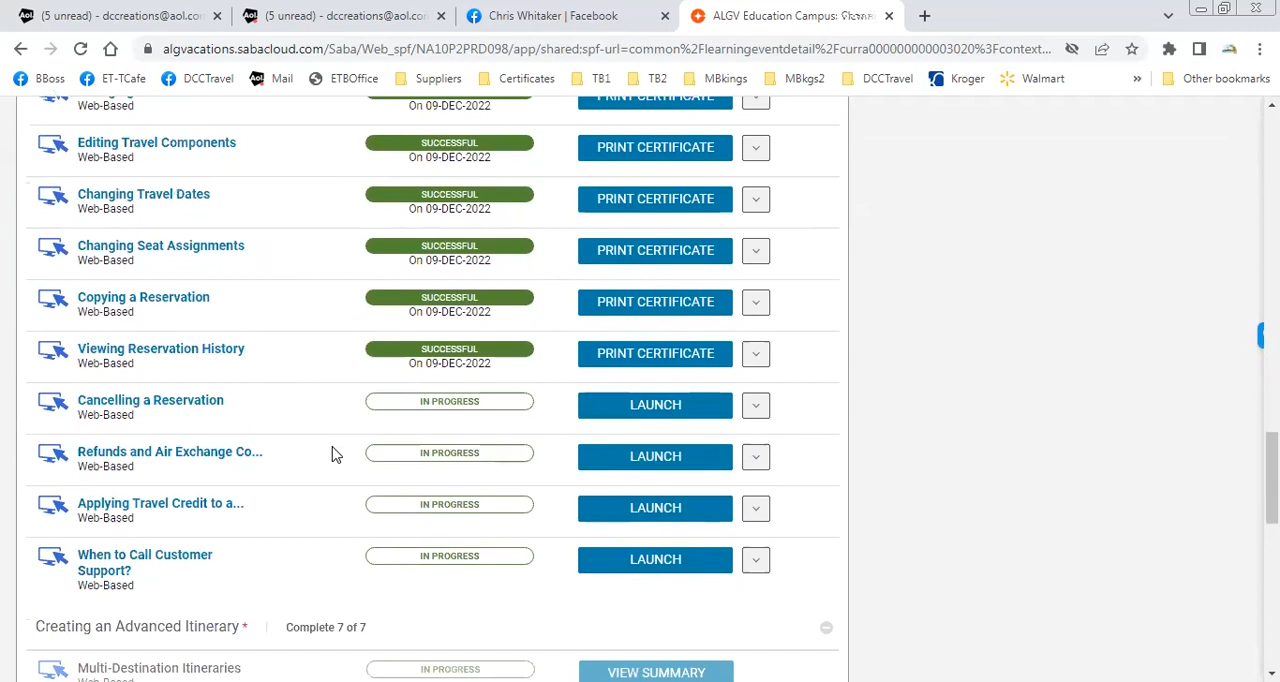 (5 unread) - dccreations@aol.com
(5 unread) - dccreations@aol.co
Chris Whitaker | Facebook
ALGV Education Campus:
algvacations.sabacloud.com/Saba/Web_spf/NA10P2PRD098/app/shared:spf-url=common%2Flearningeventdetail%2Fcurra000000000003020%3Fcontext...
BBoss
ET-TCafe
DCCTravel
Aol.
Mail
ETBOffice
Suppliers
Certificates
TB1
TB2
MBkings
MBkgs2
DCCTravel
Kroger
Walmart
»
Other bookmarks
Web-Based
On 09-DEC-2022
PRINT CERTIFICATE
Editing Travel Components
Web-Based
SUCCESSFUL
On 09-DEC-2022
PRINT CERTIFICATE
Changing Travel Dates
Web-Based
SUCCESSFUL
On 09-DEC-2022
PRINT CERTIFICATE
Changing Seat Assignments
Web-Based
SUCCESSFUL
On 09-DEC-2022
PRINT CERTIFICATE
Copying a Reservation
Web-Based
SUCCESSFUL
On 09-DEC-2022
PRINT CERTIFICATE
Viewing Reservation History
Web-Based
SUCCESSFUL
On 09-DEC-2022
PRINT CERTIFICATE
Cancelling a Reservation
Web-Based
IN PROGRESS
LAUNCH
Refunds and Air Exchange Co...
Web-Based
IN PROGRESS
LAUNCH
Applying Travel Credit to a...
Web-Based
IN PROGRESS
LAUNCH
When to Call Customer
Support?
Web-Based
IN PROGRESS
LAUNCH
Creating an Advanced Itinerary *
Complete 7 of 7
Multi-Destination Itineraries
Web-Based
IN PROGRESS
VIEW SUMMARY